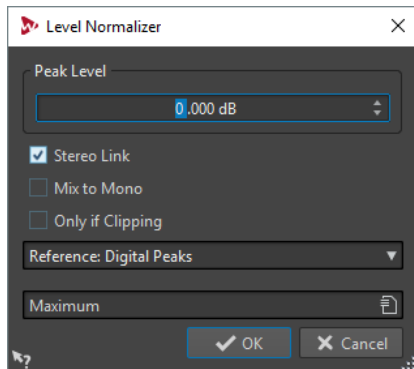 Level Normalizer
Peak Level
0.000 dB
Stereo Link
Mix to Mono
Only if Clipping
Reference: Digital Peaks
Maximum
OK
Cancel
?